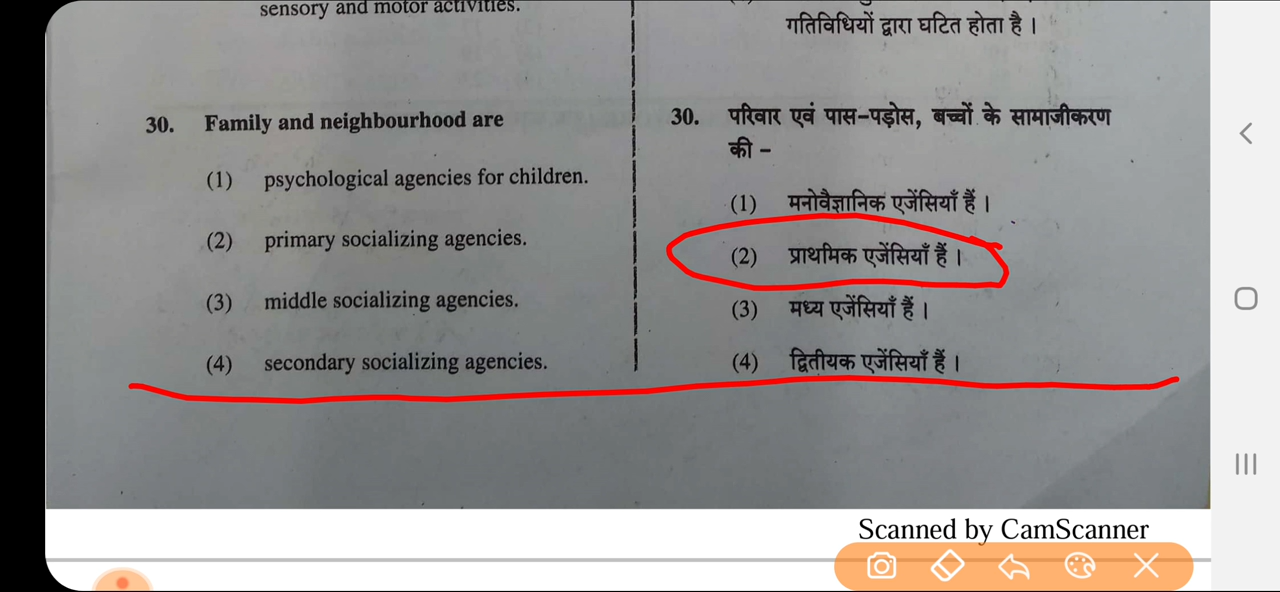 sensory and motor activities.
30. Family and neighbourhood are
(1) psychological agencies for children.
(2) primary socializing agencies.
(3) middle socializing agencies.
(4) secondary socializing agencies.
गतिविधियों द्वारा घटित होता है ।
30. परिवार एवं पास-पड़ोस, बच्चों के सामाजीकरण
की –
(1) मनोवैज्ञानिक एजेंसियाँ हैं ।
(2) प्राथमिक एजेंसियाँ हैं ।
(3) मध्य एजेंसियाँ हैं ।
(4) द्वितीयक एजेंसियाँ हैं ।
Scanned by CamScanner